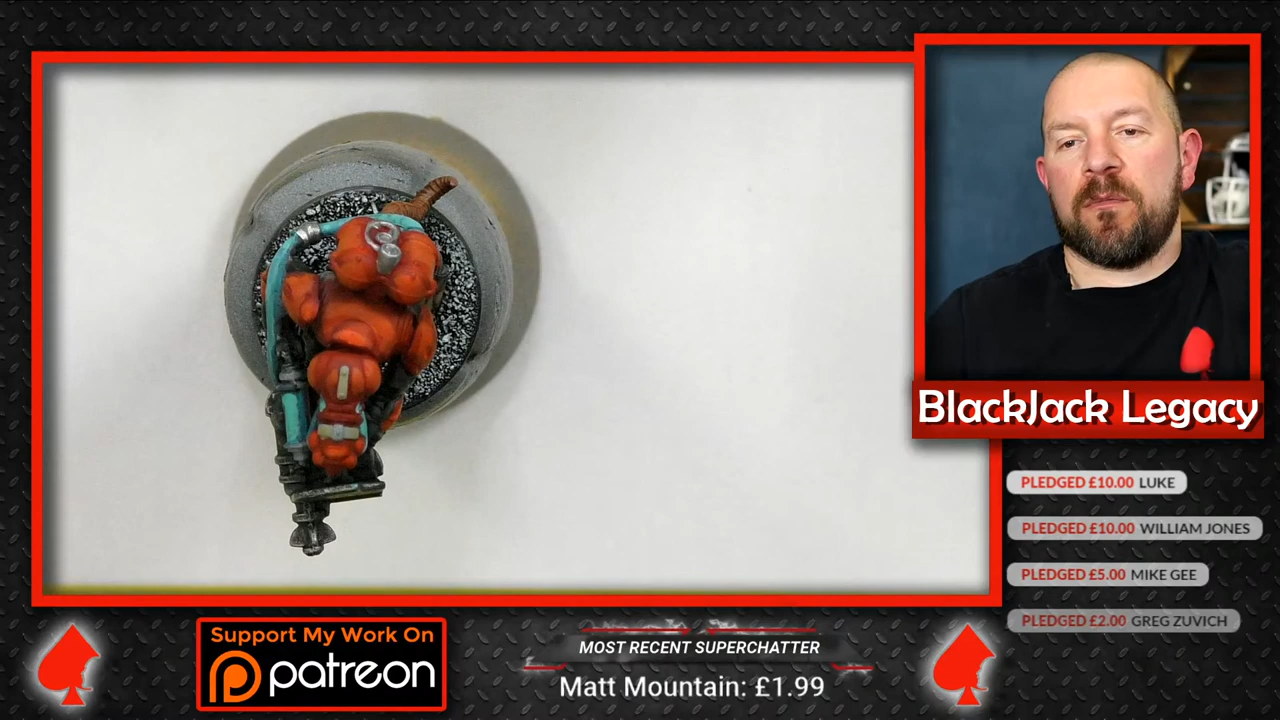 BlackJack Legacy
PLEDGED £10.00 LUKE
PLEDGED £10.00 WILLIAM JONES
PLEDGED £5.00 MIKE GEE
PLEDGED £2.00 GREG ZUVICH
Support My Work On
patreon
MOST RECENT SUPERCHATTER
Matt Mountain: £1.99